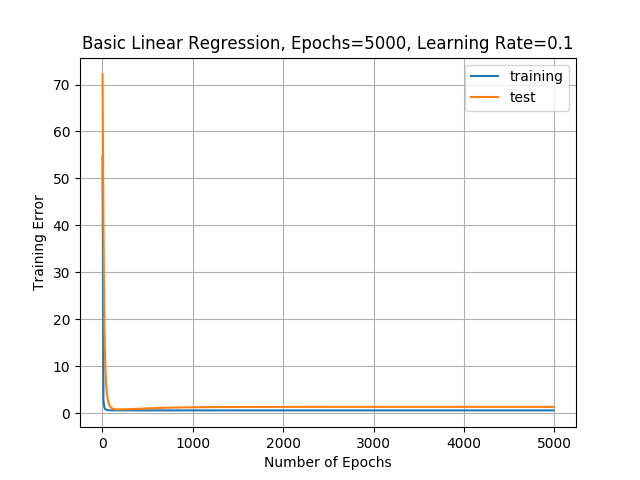 Basic Linear Regression, Epochs=5000, Learning Rate=0.1
training
test
70
60
50
40
30
20
10
0
Training Error
0 1000 2000 3000 4000 5000
Number of Epochs